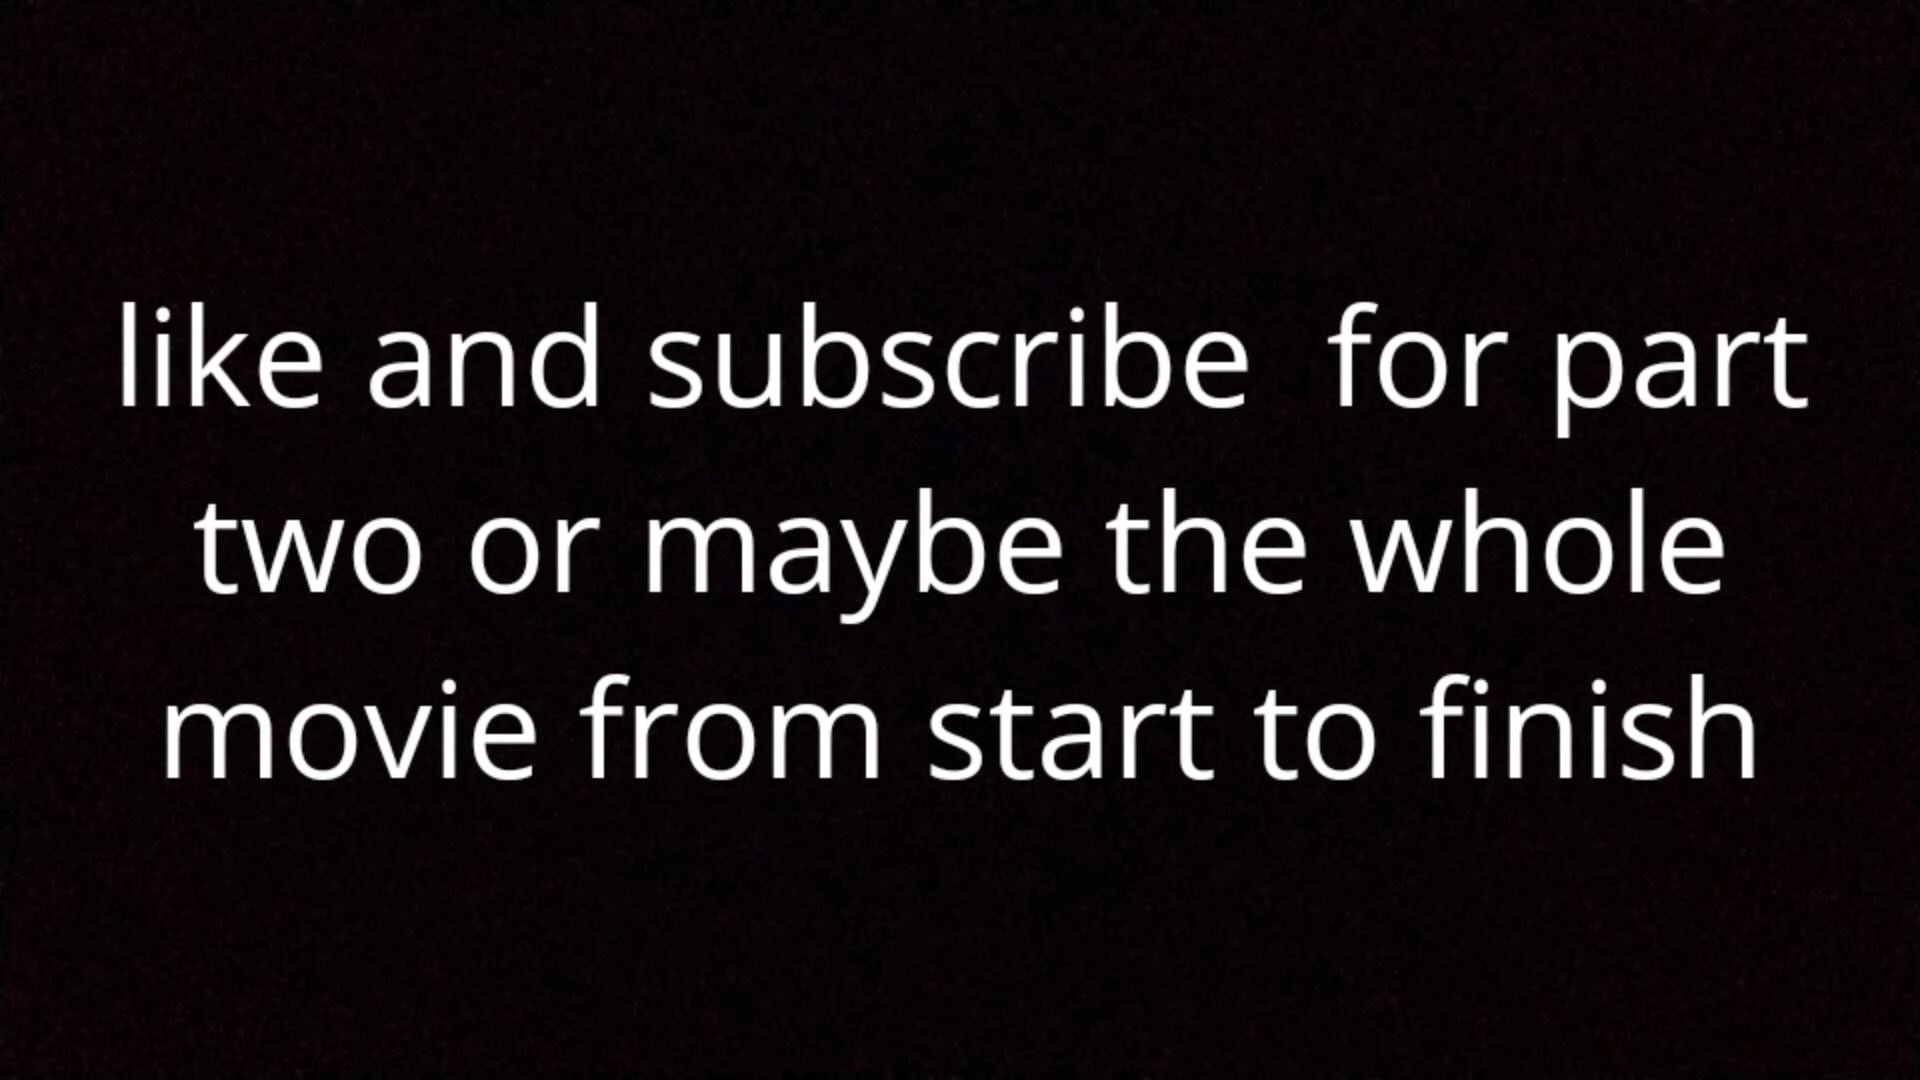 like and subscribe  for part
two or maybe the whole
movie from start to finish